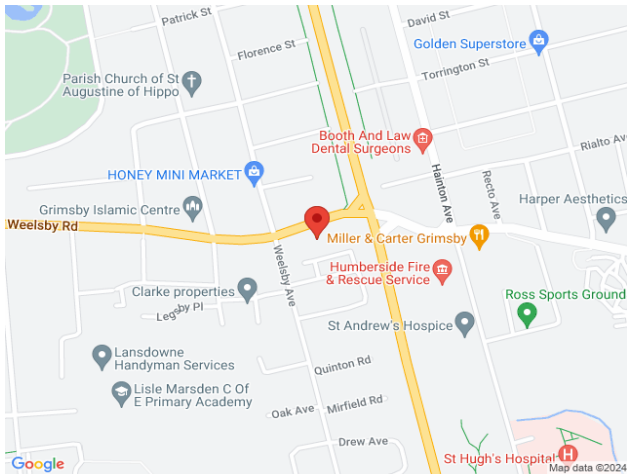 Patrick St
David St
Golden Superstore
Florence St
Torrington St
Parish Church of St
Augustine of Hippo
Booth And Law
Dental Surgeons
Rialto Ave
HONEY MINI MARKET
Hainton Ave
Recto Ave
Harper Aesthetics
Grimsby Islamic Centre
Weelsby Rd
Miller & Carter Grimsby
Weelsby Ave
Humberside Fire
& Rescue Service
Clarke properties
Legsby Pl
Ross Sports Ground
St Andrew's Hospice
Lansdowne
Handyman Services
Quinton Rd
Lisle Marsden C Of
E Primary Academy
Oak Ave
Mirfield Rd
Drew Ave
St Hugh's Hospital
H
Google
Map data ©2024